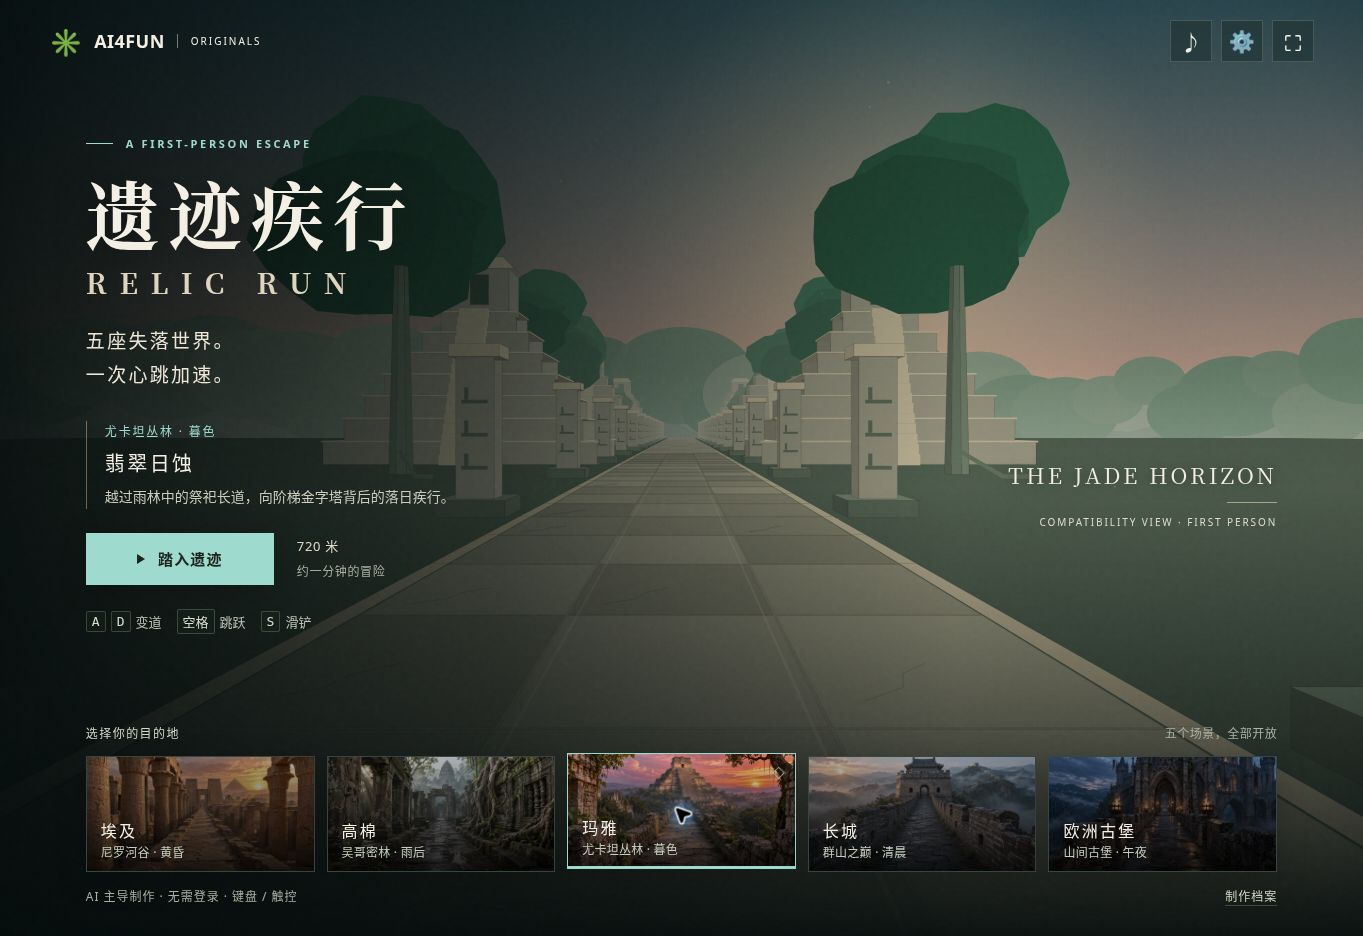 AI4FUN
ORIGINALS
A FIRST-PERSON ESCAPE
遗迹疾行
RELIC RUN
五座失落世界。
一次心跳加速。
尤卡坦丛林 · 暮色
翡翠日蚀
越过雨林中的祭祀长道，向阶梯金字塔背后的落日疾行。
踏入遗迹
720 米
约一分钟的冒险
A D 变道 空格 跳跃 S 滑铲
THE JADE HORIZON
COMPATIBILITY VIEW · FIRST PERSON
选择你的目的地
五个场景，全部开放
埃及
尼罗河谷 · 黄昏
高棉
吴哥密林 · 雨后
玛雅
尤卡坦丛林 · 暮色
长城
群山之巅 · 清晨
欧洲古堡
山间古堡 · 午夜
AI 主导制作 · 无需登录 · 键盘 / 触控
制作档案